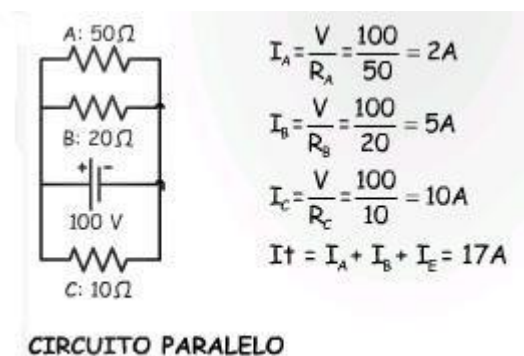 A: 50Ω
B: 20Ω
+ -
100 V
C: 10Ω
I_A = V/R_A = 100/50 = 2A
I_B = V/R_B = 100/20 = 5A
I_C = V/R_C = 100/10 = 10A
It = I_A + I_B + I_E = 17A
CIRCUITO PARALELO